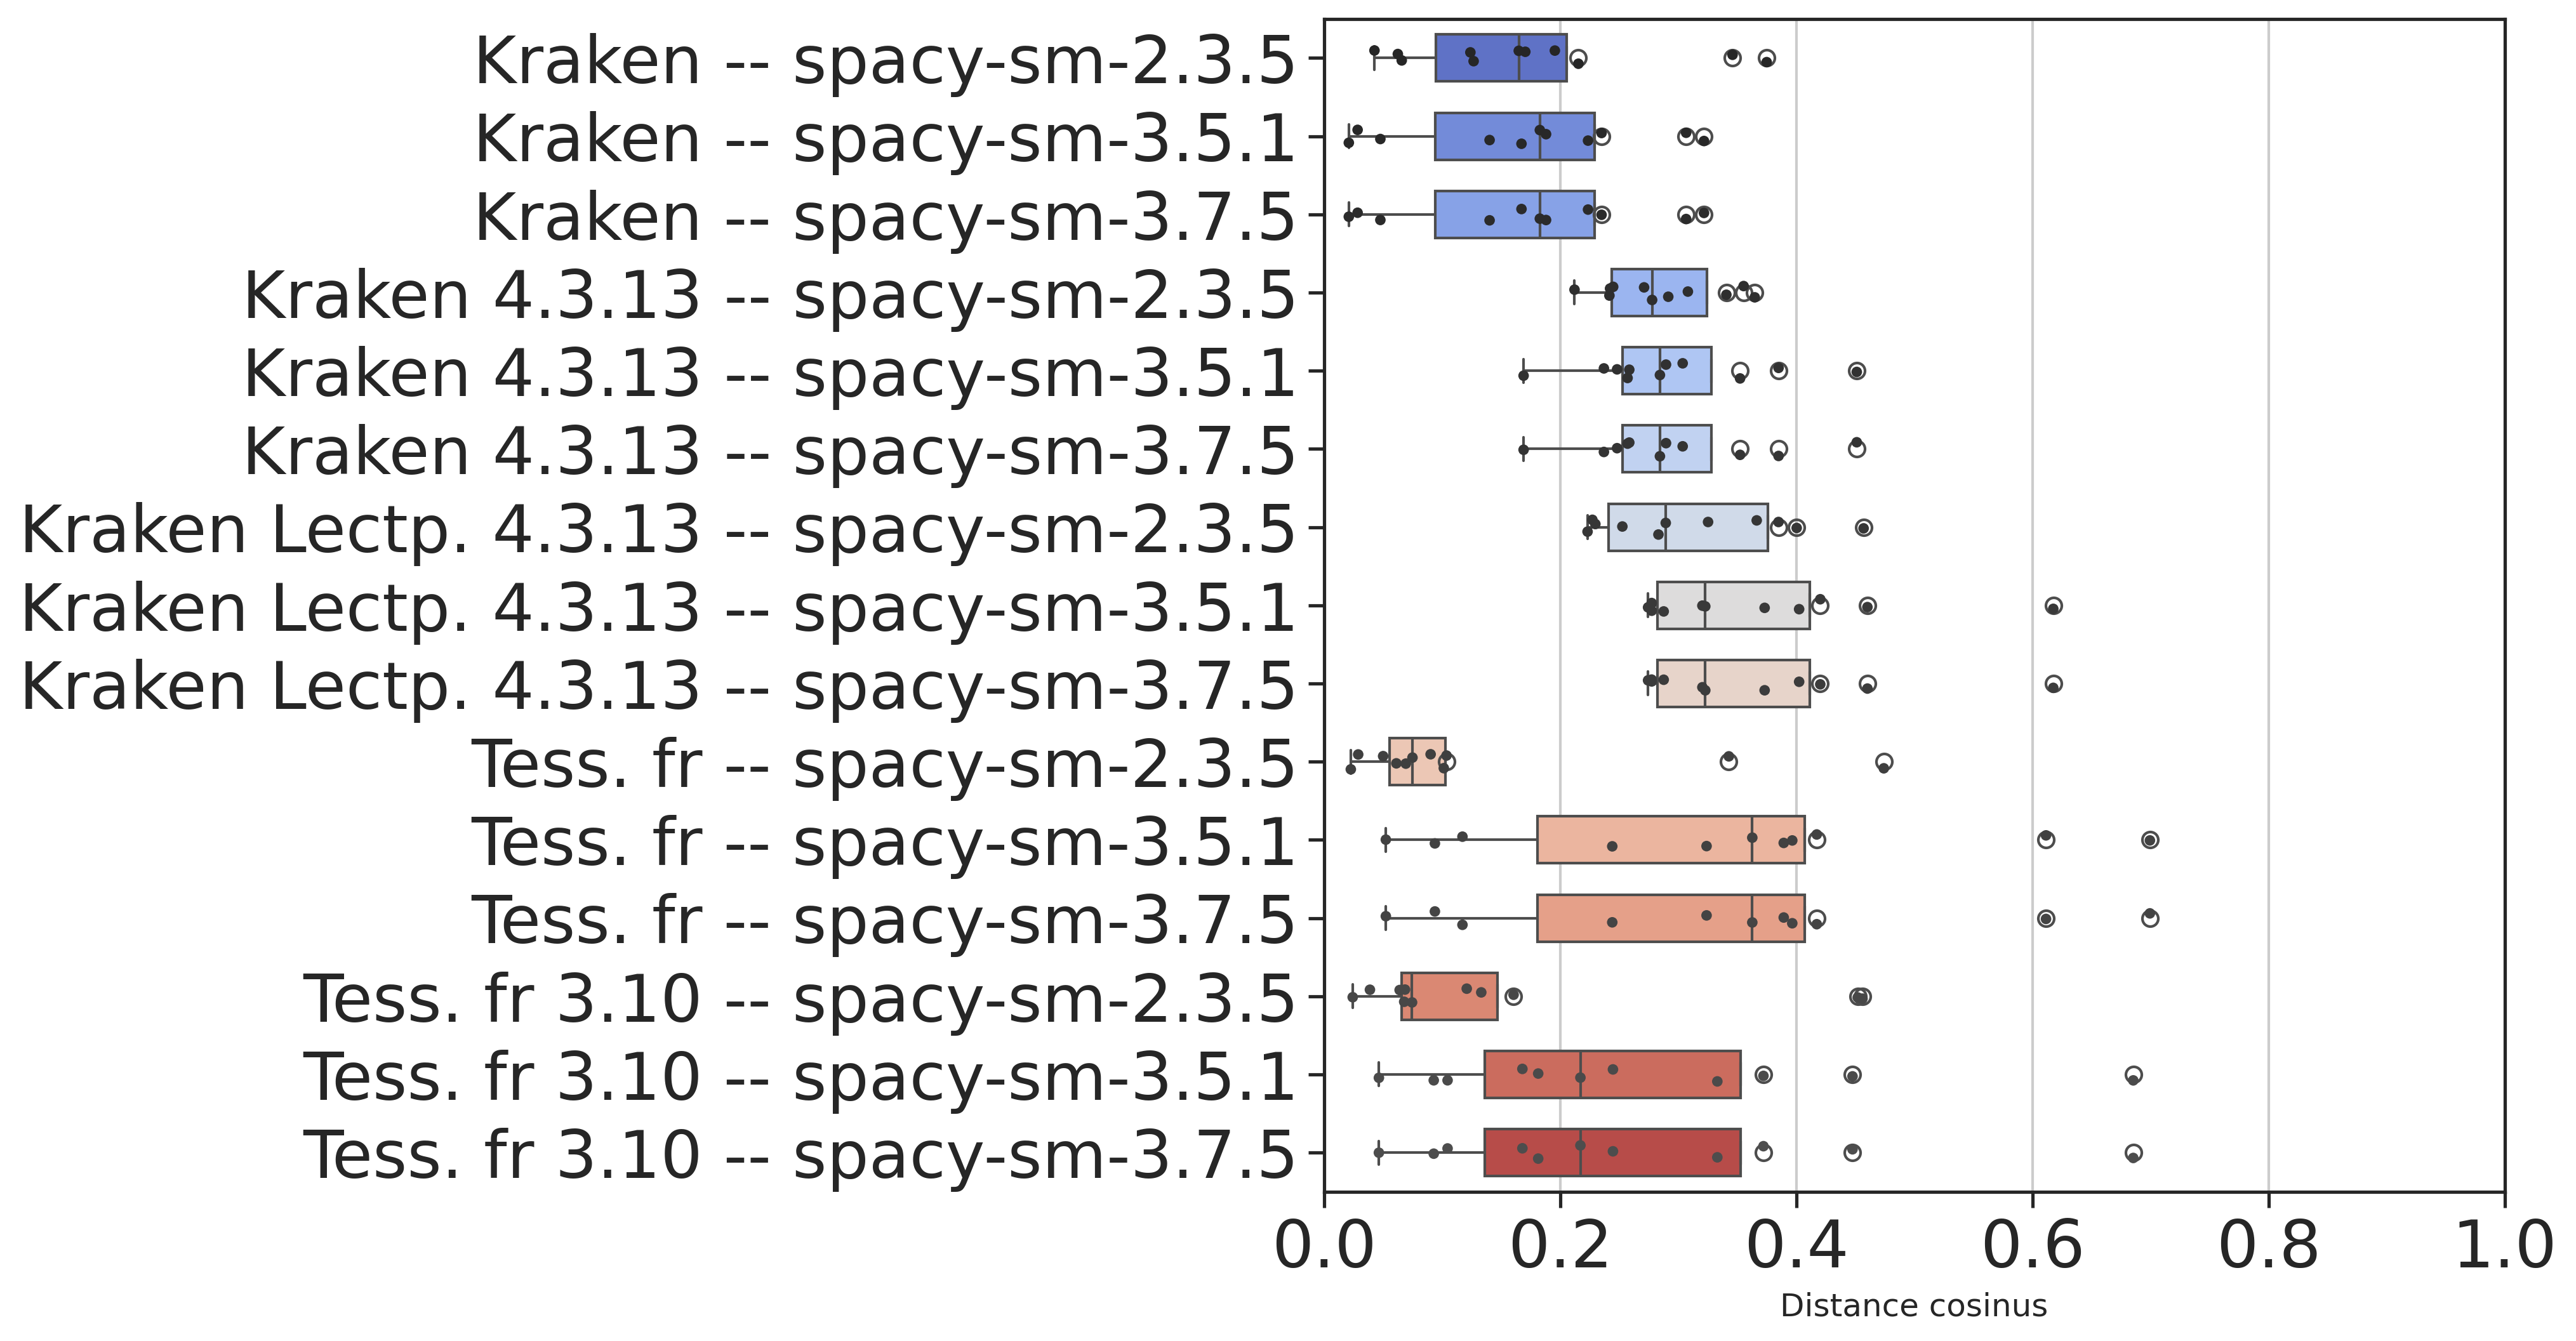 Kraken -- spacy-sm-2.3.5
Kraken -- spacy-sm-3.5.1
Kraken -- spacy-sm-3.7.5
Kraken 4.3.13 -- spacy-sm-2.3.5
Kraken 4.3.13 -- spacy-sm-3.5.1
Kraken 4.3.13 -- spacy-sm-3.7.5
Kraken Lectp. 4.3.13 -- spacy-sm-2.3.5
Kraken Lectp. 4.3.13 -- spacy-sm-3.5.1
Kraken Lectp. 4.3.13 -- spacy-sm-3.7.5
Tess. fr -- spacy-sm-2.3.5
Tess. fr -- spacy-sm-3.5.1
Tess. fr -- spacy-sm-3.7.5
Tess. fr 3.10 -- spacy-sm-2.3.5
Tess. fr 3.10 -- spacy-sm-3.5.1
Tess. fr 3.10 -- spacy-sm-3.7.5
0.0 0.2 0.4 0.6 0.8 1.0
Distance cosinus